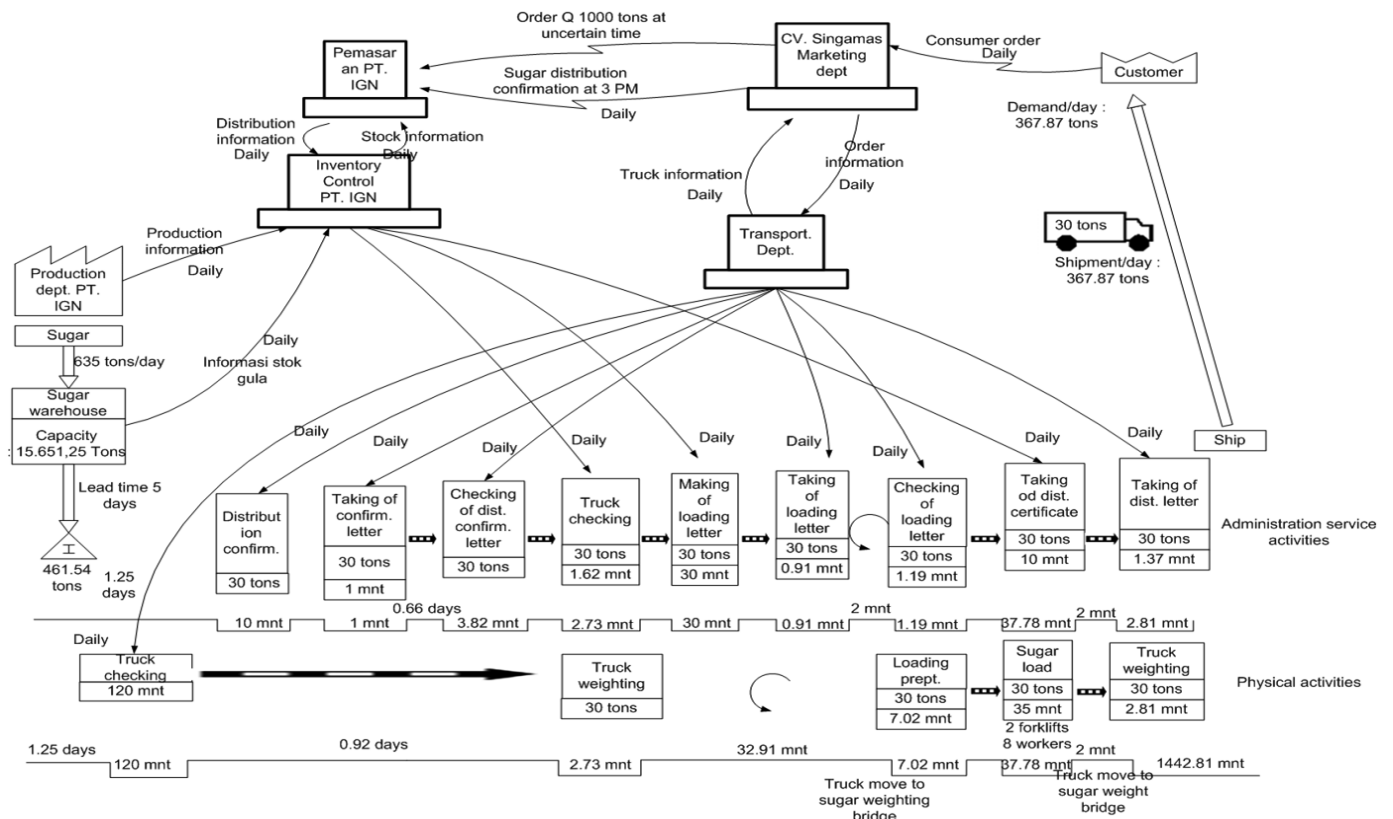 Order Q 1000 tons at
uncertain time
Pemasar
an PT.
IGN
CV. Singamas
Marketing
dept
Consumer order
Daily
Customer
Sugar distribution
confirmation at 3 PM
Daily
Demand/day :
367.87 tons
Distribution
information
Daily
Stock information
Daily
Inventory
Control
PT. IGN
Truck information
Daily
Order
information
Daily
30 tons
Shipment/day :
367.87 tons
Transport.
Dept.
Production
information
Daily
Production
dept. PT.
IGN
Sugar
635 tons/day
Daily
Informasi stok
gula
Sugar
warehouse
Capacity
: 15.651,25 Tons
Lead time 5
days
I
461.54
tons
1.25
days
Daily
Daily
Daily
Daily
Daily
Daily
Daily
Daily
Daily
Ship
Distribut
ion
confirm.
30 tons
Taking of
confirm.
letter
30 tons
1 mnt
Checking
of dist.
confirm.
letter
30 tons
Truck
checking
30 tons
1.62 mnt
Making
of
loading
letter
30 tons
30 mnt
Taking
of
loading
letter
30 tons
0.91 mnt
Checking
of
loading
letter
30 tons
1.19 mnt
Taking
od dist.
certificate
30 tons
10 mnt
Taking of
dist. letter
30 tons
1.37 mnt
Administration service
activities
0.66 days
2 mnt
2 mnt
10 mnt
1 mnt
3.82 mnt
2.73 mnt
30 mnt
0.91 mnt
1.19 mnt
37.78 mnt
2.81 mnt
Daily
Truck
checking
120 mnt
Truck
weighting
30 tons
Loading
prept.
30 tons
7.02 mnt
Sugar
load
30 tons
35 mnt
2 forklifts
8 workers
Truck
weighting
30 tons
2.81 mnt
Physical activities
1.25 days
0.92 days
32.91 mnt
2 mnt
120 mnt
2.73 mnt
7.02 mnt
37.78 mnt
1442.81 mnt
Truck move to
sugar weighting
bridge
Truck move to
sugar weight
bridge